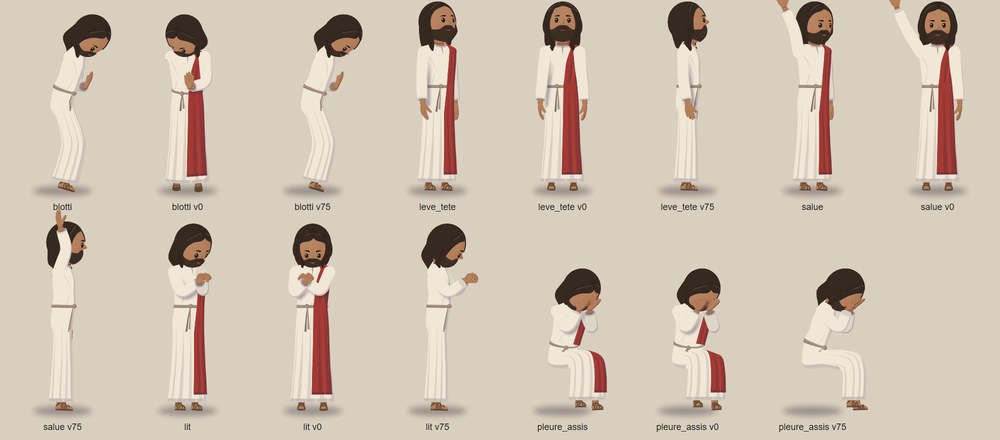 blotti
blotti v0
blotti v75
leve_tete
leve_tete v0
leve_tete v75
salue
salue v0
salue v75
lit
lit v0
lit v75
pleure_assis
pleure_assis v0
pleure_assis v75